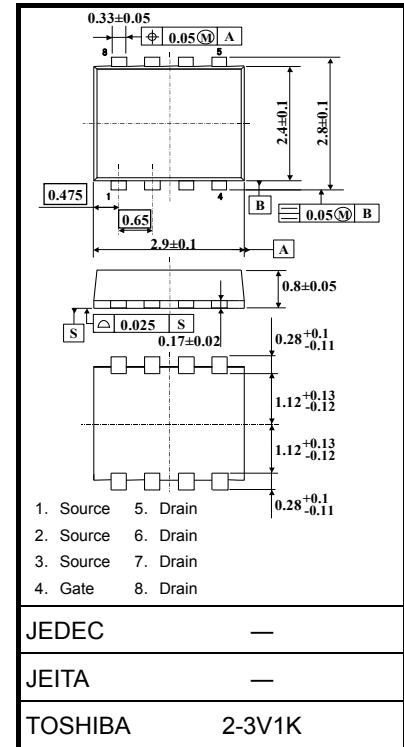 0.33±0.05
⌖ 0.05Ⓜ A
8 5
2.4±0.1
2.8±0.1
0.475
1 4
B
0.65
⌯ 0.05Ⓜ B
2.9±0.1
A
0.8±0.05
S
⌓ 0.025 S
0.17±0.02
0.28 +0.1 -0.11
1.12 +0.13 -0.12
1.12 +0.13 -0.12
0.28 +0.1 -0.11
1. Source 5. Drain
2. Source 6. Drain
3. Source 7. Drain
4. Gate 8. Drain
JEDEC ―
JEITA ―
TOSHIBA 2-3V1K